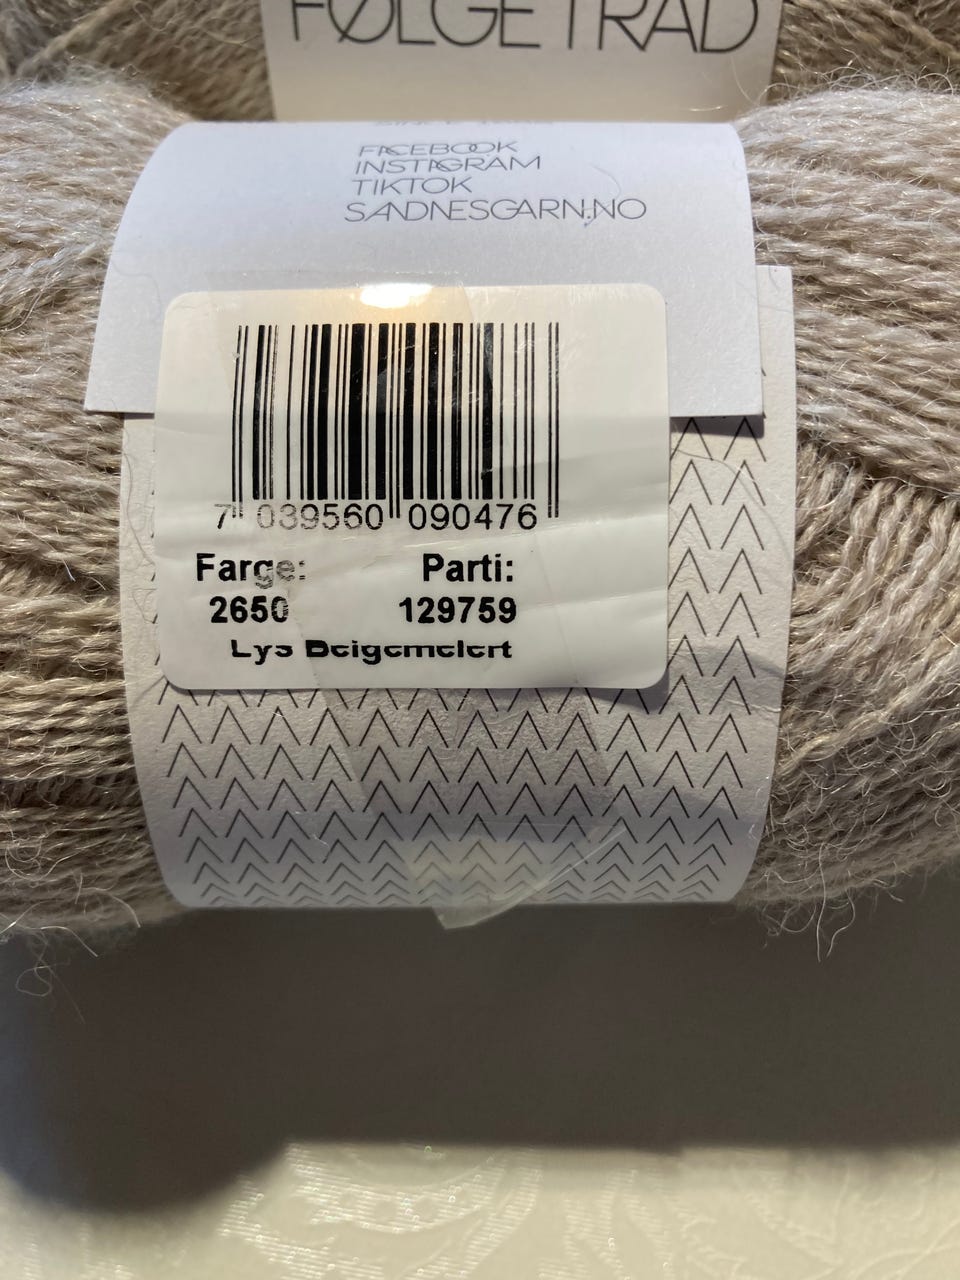 FØLGETRÅD
FACEBOOK
INSTAGRAM
TIKTOK
SANDNESGARN.NO
7 039560 090476
Farge: Parti:
2650 129759
Lys Beigemelert